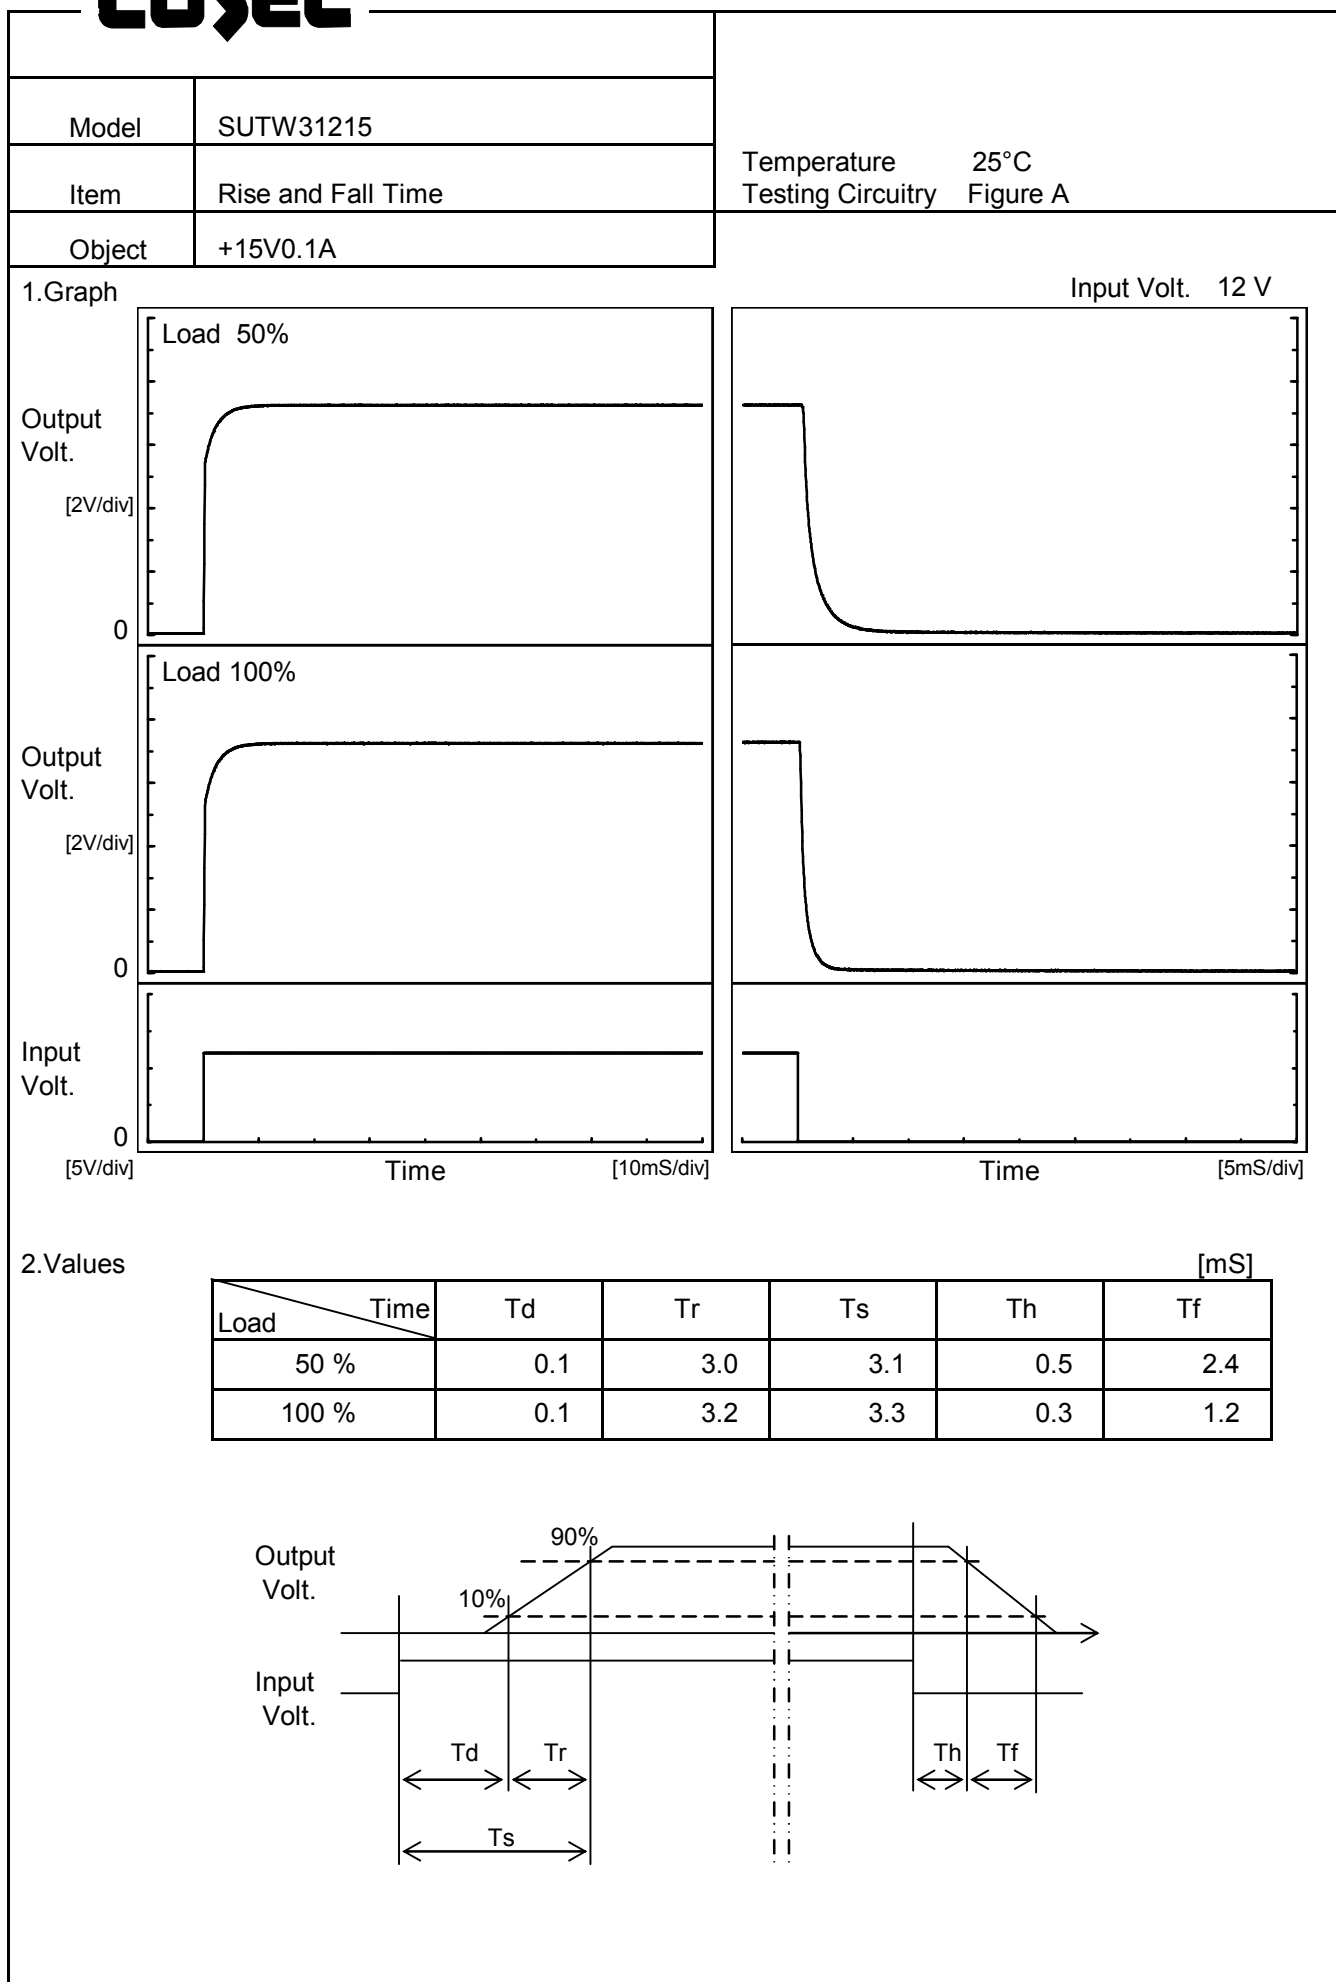 COSEL
Model SUTW31215
Item Rise and Fall Time
Temperature 25°C
Testing Circuitry Figure A
Object +15V0.1A
1.Graph
Input Volt. 12 V
Load 50%
Output
Volt.
[2V/div]
0
Load 100%
Output
Volt.
[2V/div]
0
Input
Volt.
0
[5V/div] Time [10mS/div] Time [5mS/div]
2.Values [mS]
Time Td Tr Ts Th Tf
Load
50 % 0.1 3.0 3.1 0.5 2.4
100 % 0.1 3.2 3.3 0.3 1.2
90%
Output
Volt.
10%
Input
Volt.
Td Tr Th Tf
Ts